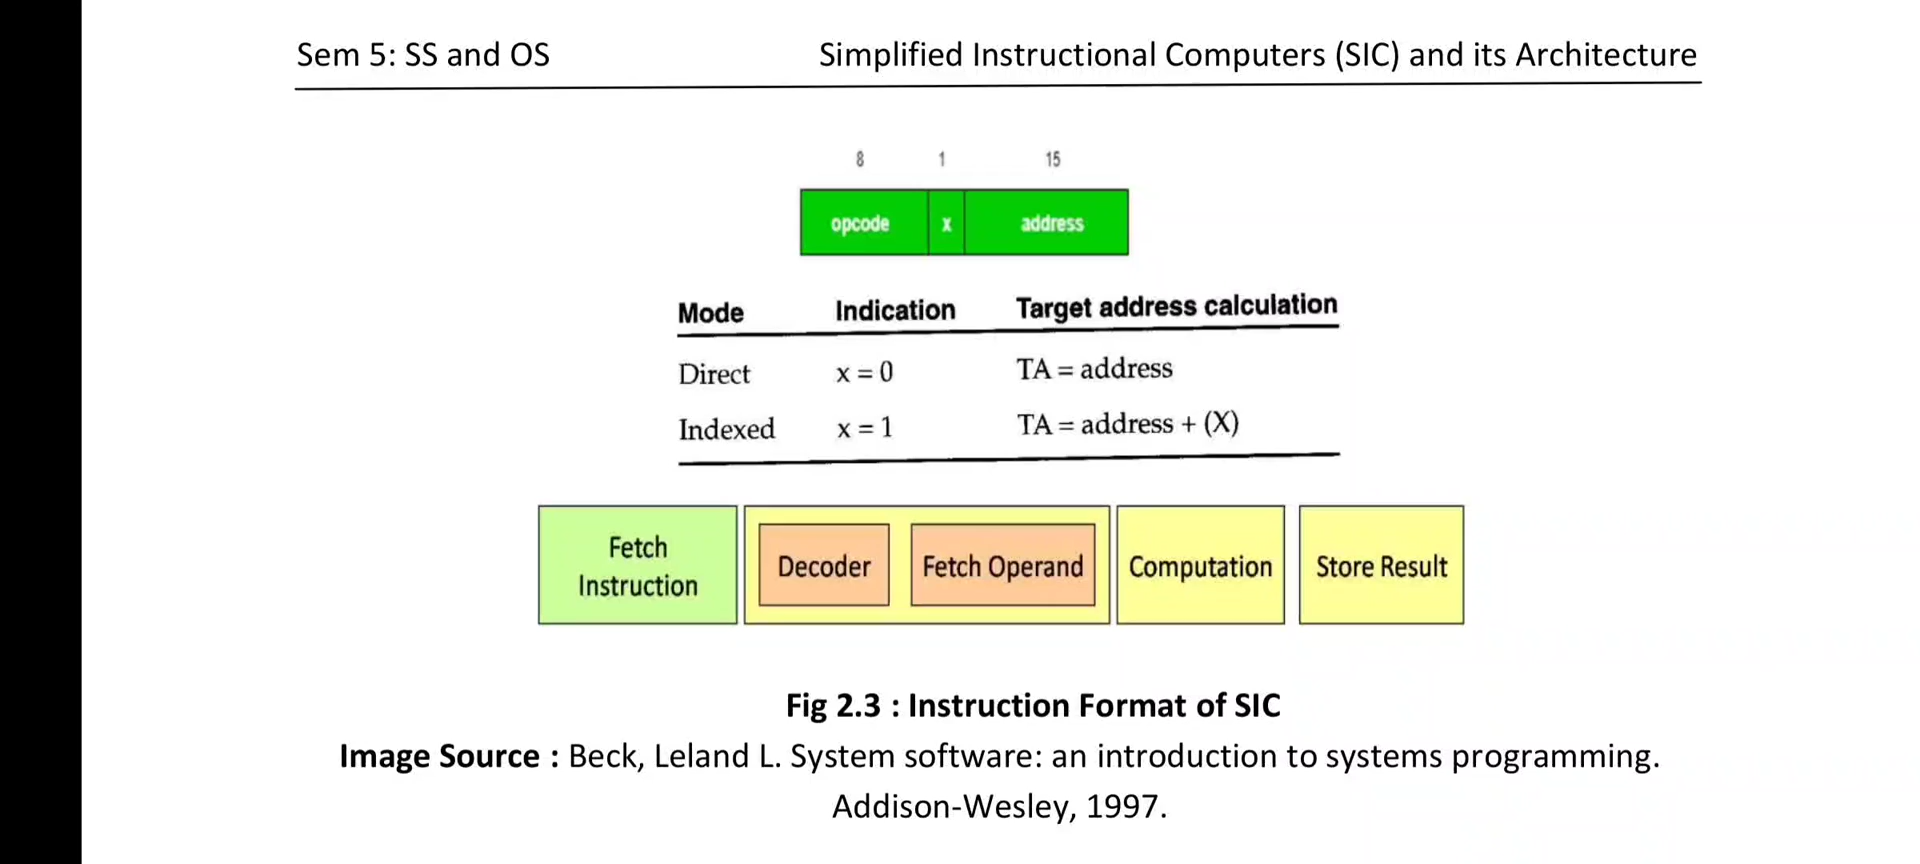 Sem 5: SS and OS Simplified Instructional Computers (SIC) and its Architecture
8 1 15
opcode x address
Mode Indication Target address calculation
Direct x = 0 TA = address
Indexed x = 1 TA = address + (X)
Fetch
Instruction
Decoder Fetch Operand Computation Store Result
Fig 2.3 : Instruction Format of SIC
Image Source : Beck, Leland L. System software: an introduction to systems programming.
Addison-Wesley, 1997.